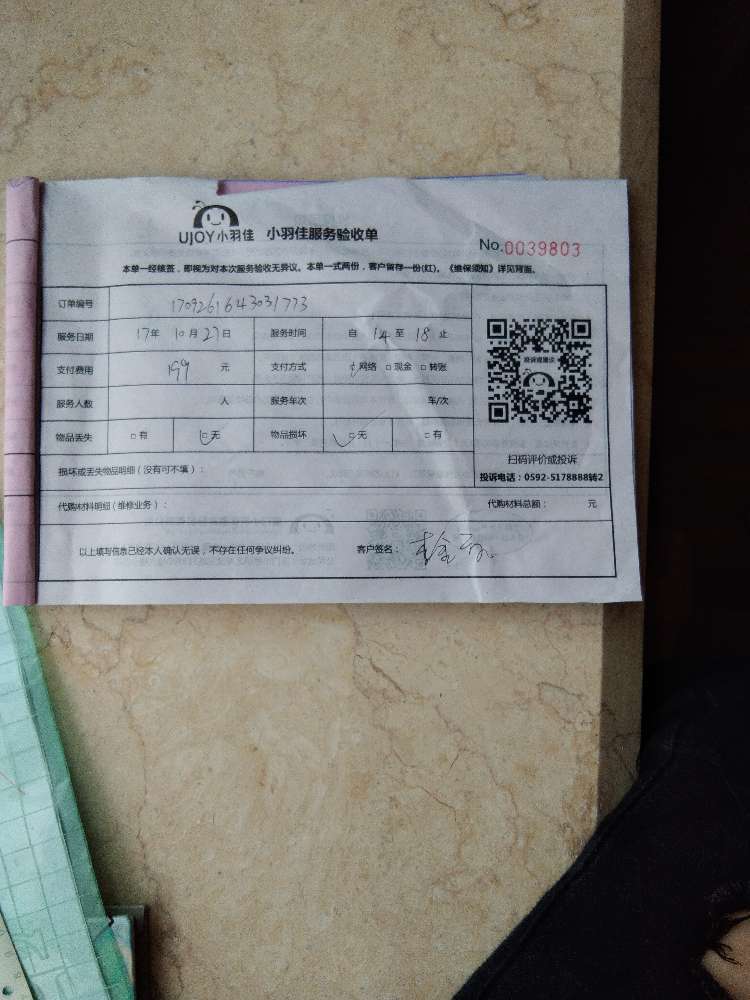 UJOY小羽佳 小羽佳服务验收单
No.0039803
本单一经核签，即视为对本次服务验收无异议。本单一式两份，客户留存一份(红)。《维保须知》详见背面。
订单编号 1709261643031773
服务日期 17年 10月 27日 服务时间 自 14 至 18 止
支付费用 199 元 支付方式 □网络 □现金 □转账
服务人数 人 服务车次 车/次
物品丢失 □有 □无 物品损坏 □无 □有
投诉或建议
扫码评价或投诉
投诉电话：0592-5178888转2
损坏或丢失物品明细（没有可不填）：
代购材料明细（维修业务）： 代购材料总额： 元
以上填写信息已经本人确认无误，不存在任何争议纠纷。 客户签名：